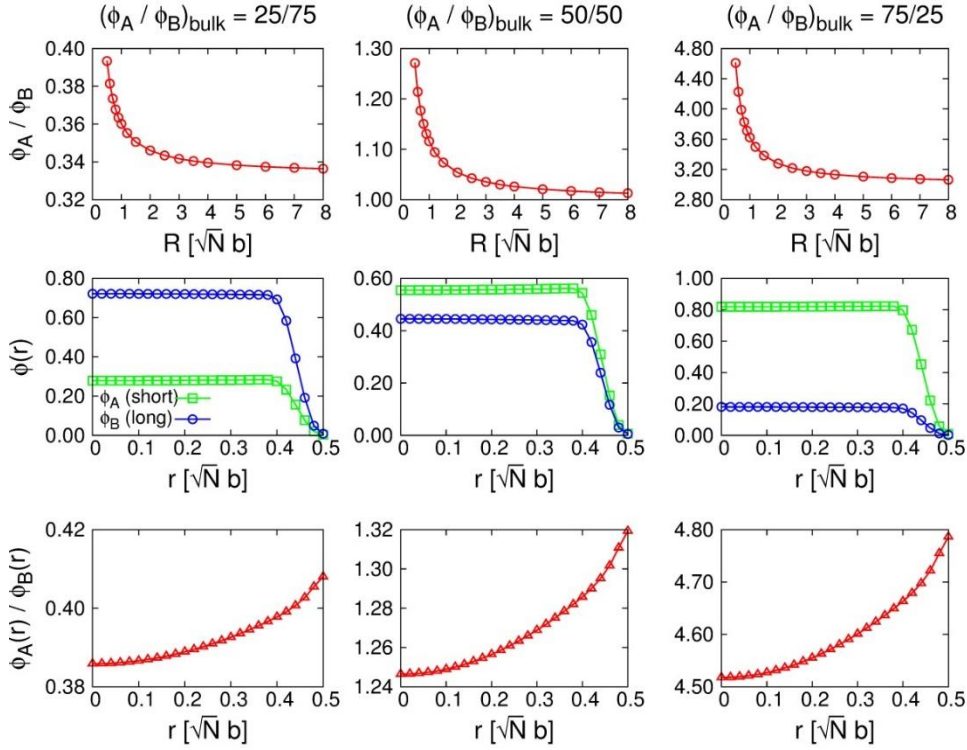 (ϕA / ϕB)bulk = 25/75
(ϕA / ϕB)bulk = 50/50
(ϕA / ϕB)bulk = 75/25
ϕA / ϕB
0.40
0.38
0.36
0.34
0.32
0 1 2 3 4 5 6 7 8
R [√N b]
1.30
1.20
1.10
1.00
0 1 2 3 4 5 6 7 8
R [√N b]
4.80
4.40
4.00
3.60
3.20
2.80
0 1 2 3 4 5 6 7 8
R [√N b]
ϕ(r)
0.80
0.60
0.40
0.20
0.00
ϕA (short)
ϕB (long)
0 0.1 0.2 0.3 0.4 0.5
r [√N b]
0.60
0.40
0.20
0.00
0 0.1 0.2 0.3 0.4 0.5
r [√N b]
1.00
0.80
0.60
0.40
0.20
0.00
0 0.1 0.2 0.3 0.4 0.5
r [√N b]
ϕA(r) / ϕB(r)
0.42
0.40
0.38
0 0.1 0.2 0.3 0.4 0.5
r [√N b]
1.32
1.30
1.28
1.26
1.24
0 0.1 0.2 0.3 0.4 0.5
r [√N b]
4.80
4.70
4.60
4.50
0 0.1 0.2 0.3 0.4 0.5
r [√N b]